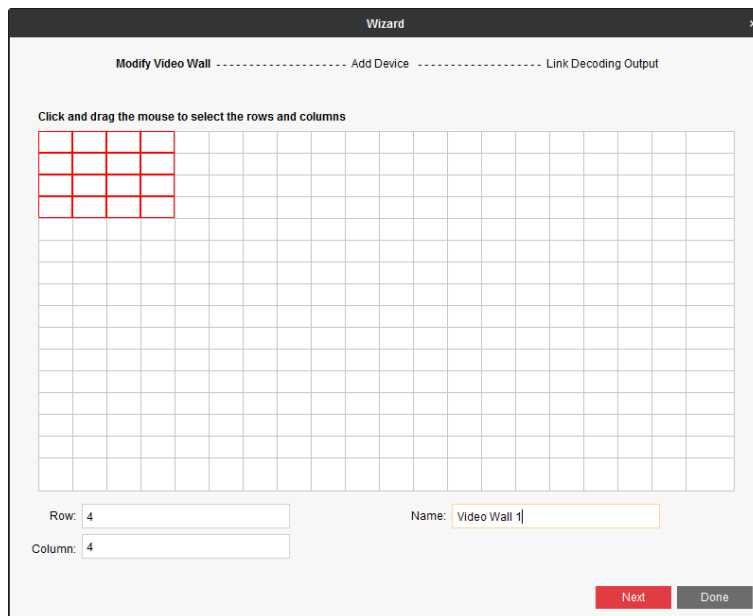 Wizard
Modify Video Wall - - - - - - - - - - - - - - - - - - - - Add Device - - - - - - - - - - - - - - - - - - - Link Decoding Output
Click and drag the mouse to select the rows and columns
Row: 4 Name: Video Wall 1
Column: 4
Next Done